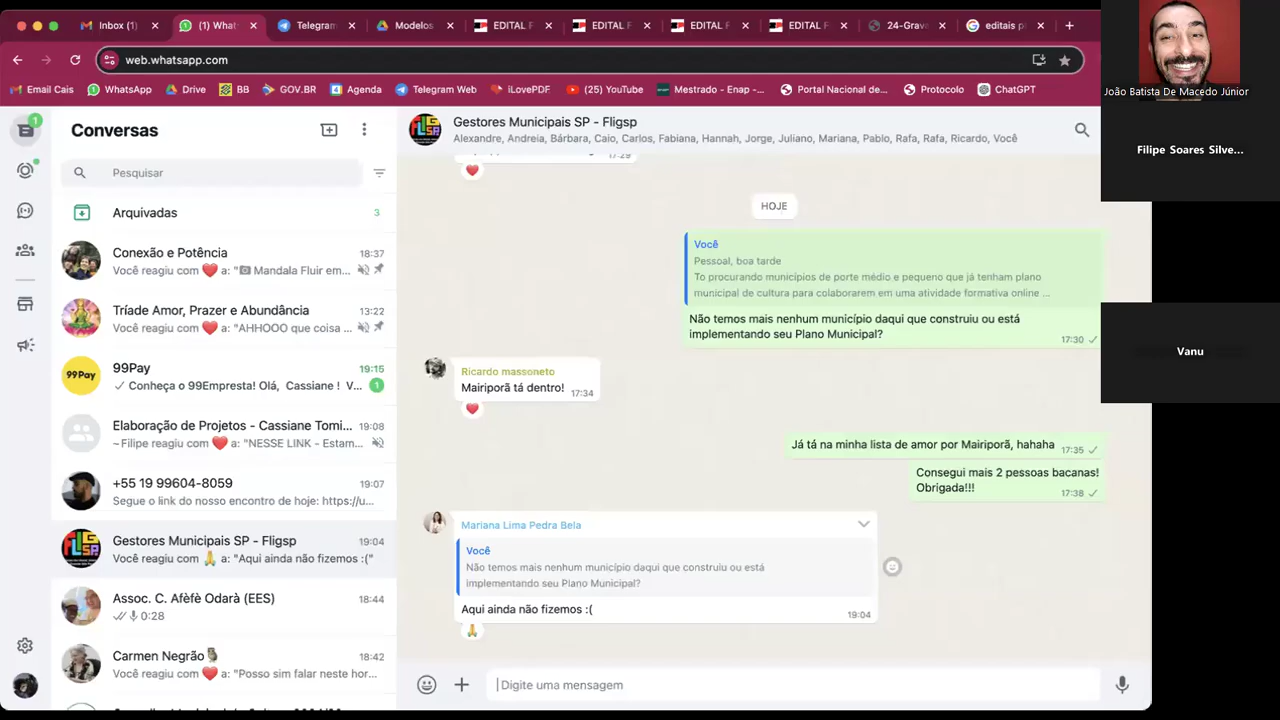 Inbox (1)
(1) What
Telegram
Modelos
EDITAL F
EDITAL F
EDITAL F
EDITAL F
24-Grav
editais p
web.whatsapp.com
Email Cais
WhatsApp
Drive
BB
GOV.BR
Agenda
Telegram Web
iLovePDF
(25) YouTube
Mestrado - Enap -...
Portal Nacional de...
Protocolo
ChatGPT
João Batista De Macedo Júnior
Filipe Soares Silve...
Vanu
1
Conversas
Pesquisar
Arquivadas
3
Conexão e Potência
18:37
Você reagiu com ❤️ a: "📷 Mandala Fluir em...
Tríade Amor, Prazer e Abundância
13:22
Você reagiu com ❤️ a: "AHHOOO que coisa ...
99Pay
99Pay
19:15
Conheça o 99Empresta! Olá, Cassiane ! V...
1
Elaboração de Projetos - Cassiane Tomi...
19:08
~Filipe reagiu com ❤️ a: "NESSE LINK - Estam...
+55 19 99604-8059
19:07
Segue o link do nosso encontro de hoje: https://u...
FLIGSP
Gestores Municipais SP - Fligsp
19:04
Você reagiu com 🙏 a: "Aqui ainda não fizemos :("
Assoc. C. Afèfè Odarà (EES)
18:44
0:28
Carmen Negrão🦉
18:42
Você reagiu com ❤️ a: "Posso sim falar neste hor...
FLIGSP
Gestores Municipais SP - Fligsp
Alexandre, Andreia, Bárbara, Caio, Carlos, Fabiana, Hannah, Jorge, Juliano, Mariana, Pablo, Rafa, Rafa, Ricardo, Você
17:29
HOJE
Você
Pessoal, boa tarde
To procurando municípios de porte médio e pequeno que já tenham plano
municipal de cultura para colaborarem em uma atividade formativa online ...
Não temos mais nenhum município daqui que construiu ou está
implementando seu Plano Municipal?
17:30
Ricardo massoneto
Mairiporã tá dentro!
17:34
Já tá na minha lista de amor por Mairiporã, hahaha
17:35
Consegui mais 2 pessoas bacanas!
Obrigada!!!
17:38
Mariana Lima Pedra Bela
Você
Não temos mais nenhum município daqui que construiu ou está
implementando seu Plano Municipal?
Aqui ainda não fizemos :(
19:04
Digite uma mensagem